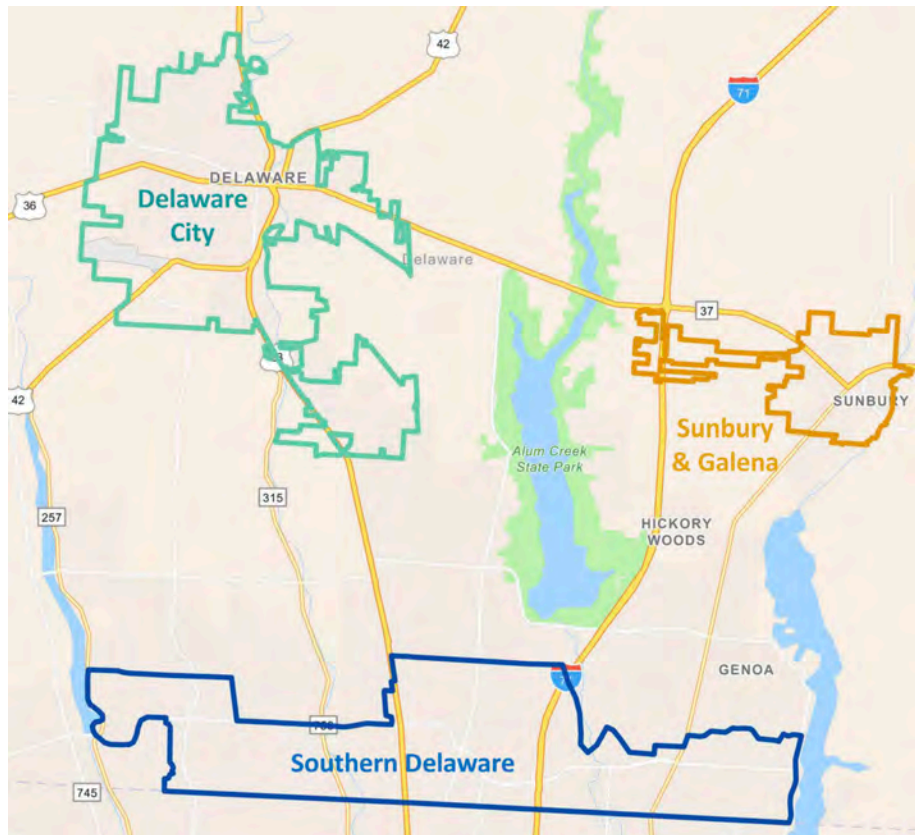 42
71
DELAWARE
36
Delaware
City
Delaware
37
42
SUNBURY
Sunbury
& Galena
Alum Creek
State Park
315
257
HICKORY
WOODS
GENOA
Southern Delaware
745